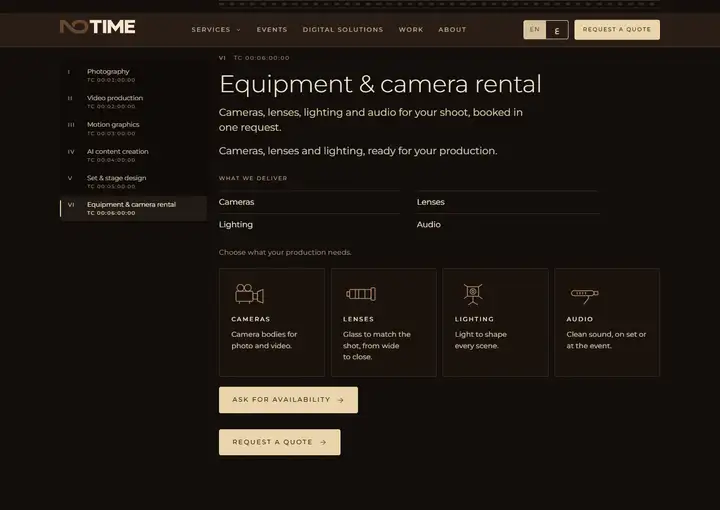 NOTIME
SERVICES
EVENTS
DIGITAL SOLUTIONS
WORK
ABOUT
EN
ع
REQUEST A QUOTE
I Photography
TC 00:01:00:00
II Video production
TC 00:02:00:00
III Motion graphics
TC 00:03:00:00
IV AI content creation
TC 00:04:00:00
V Set & stage design
TC 00:05:00:00
VI Equipment & camera rental
TC 00:06:00:00
VI TC 00:06:00:00
Equipment & camera rental
Cameras, lenses, lighting and audio for your shoot, booked in
one request.
Cameras, lenses and lighting, ready for your production.
WHAT WE DELIVER
Cameras
Lenses
Lighting
Audio
Choose what your production needs.
CAMERAS
Camera bodies for
photo and video.
LENSES
Glass to match the
shot, from wide
to close.
LIGHTING
Light to shape
every scene.
AUDIO
Clean sound, on set or
at the event.
ASK FOR AVAILABILITY →
REQUEST A QUOTE →